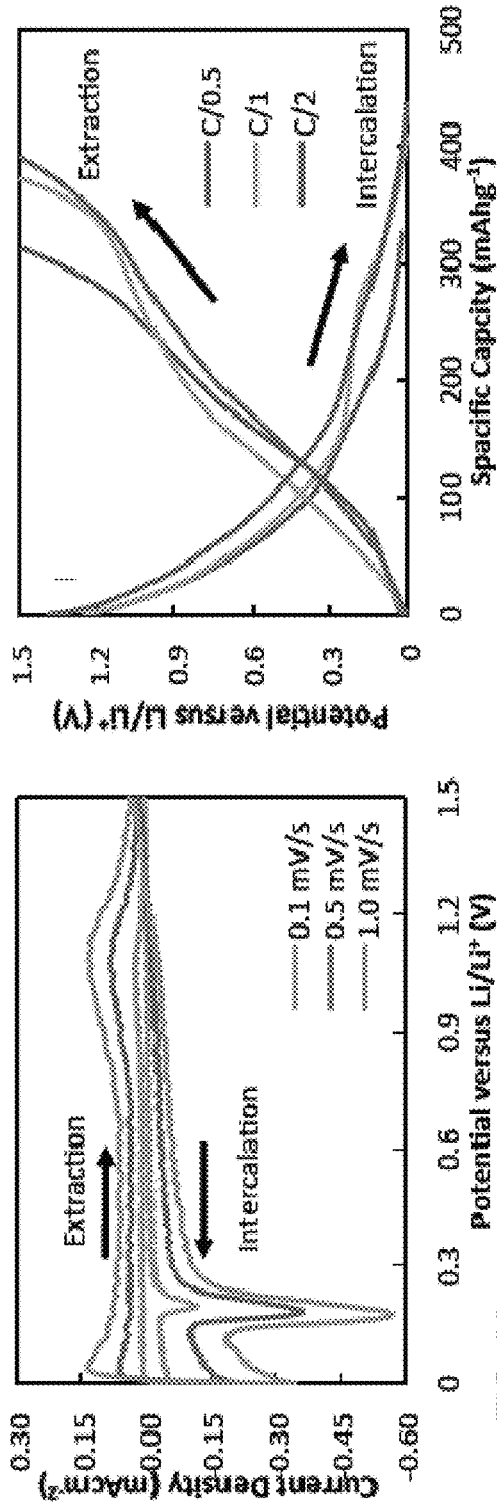 0.30
0.15
-0.00
-0.15
-0.30
-0.45
-0.60
Current Density (mAcm⁻²)
Extraction
Intercalation
0.1 mV/s
0.5 mV/s
1.0 mV/s
0 0.3 0.6 0.9 1.2 1.5
Potential versus Li/Li⁺ (V)
1.5
1.2
0.9
0.6
0.3
0
Potential versus Li/Li⁺ (V)
Extraction
C/0.5
C/1
C/2
Intercalation
0 100 200 300 400 500
Spacific Capcity (mAhg⁻¹)